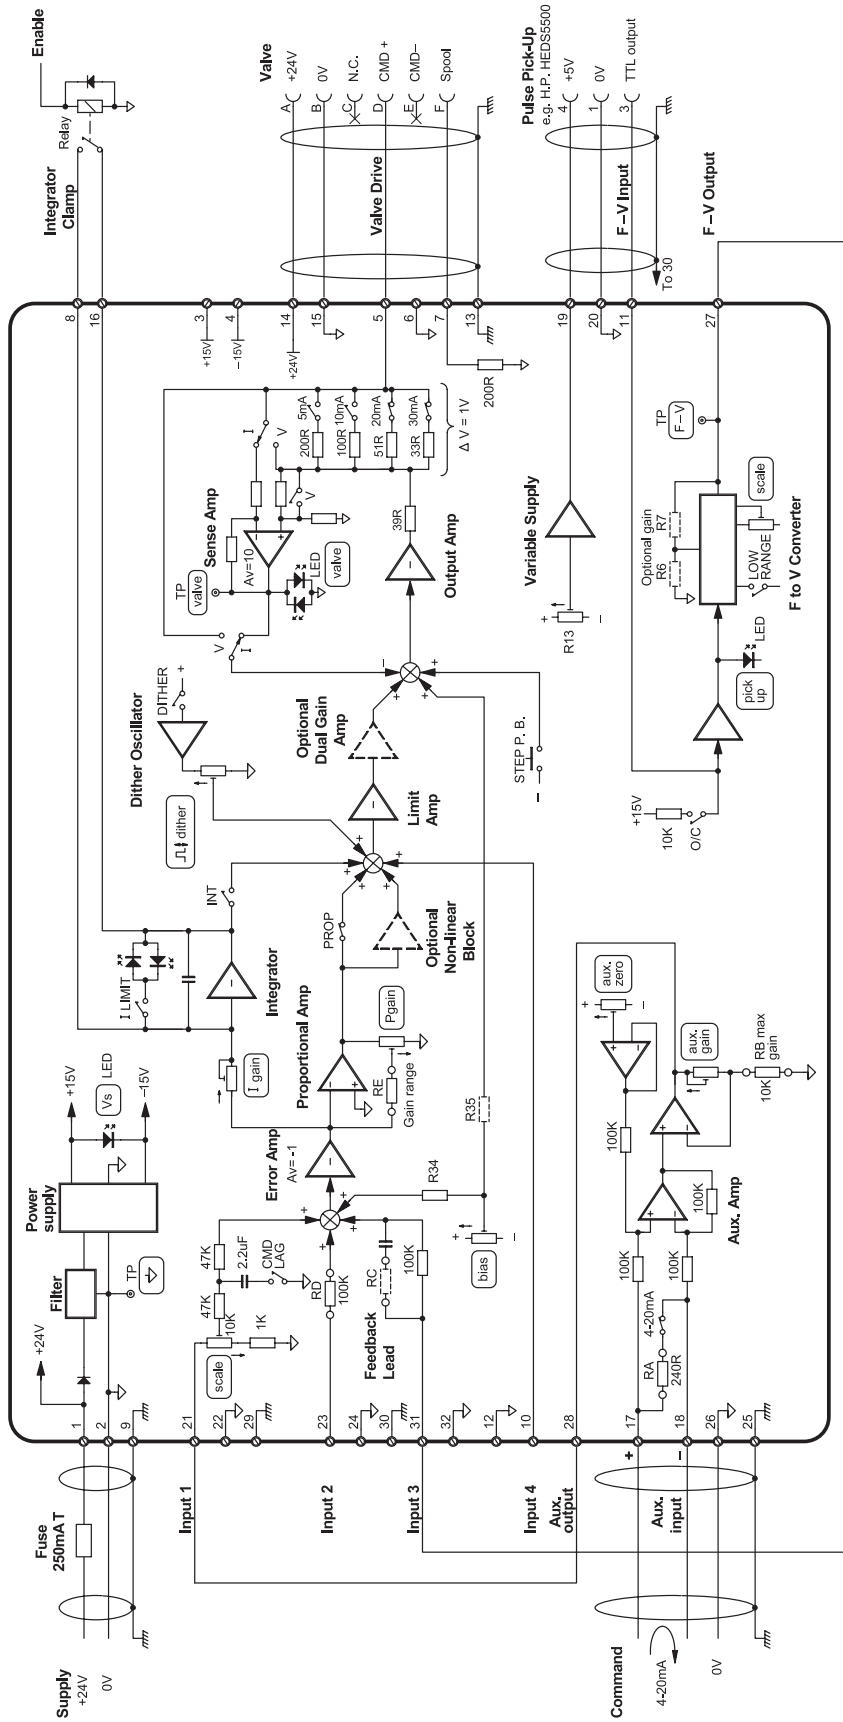 Supply
+24V
0V
Fuse
250mA T
1
2
9
+24V
Filter
TP
Power
supply
+15V
Vs
LED
–15V
Integrator
Clamp
Relay
Enable
8
16
I LIMIT
I gain
Integrator
INT
3
+15V
4
–15V
Input 1
21
22
29
scale
10K
1K
47K
47K
2.2uF
CMD
LAG
Input 2
23
24
30
RD
100K
Feedback
Lead
RC
100K
Input 3
31
32
12
Input 4
10
Error Amp
Av= -1
+
+
+
+
R34
R35
bias
+
–
Proportional Amp
Pgain
RE
Gain range
PROP
Optional
Non-linear
Block
Dither Oscillator
DITHER
+
dither
+
+
+
+
+
Limit
Amp
Optional
Dual Gain
Amp
STEP P. B.
–
–
+
+
+
V
I
TP
valve
Sense Amp
Av=10
–
+
LED
valve
V
I
V
200R
5mA
100R
10mA
51R
20mA
33R
30mA
Δ V = 1V
39R
Output Amp
+24V
14
15
5
6
7
13
200R
Valve Drive
Valve
A
+24V
B
0V
C
N.C.
D
CMD +
E
CMD–
F
Spool
Variable Supply
R13
+
–
19
20
11
Pulse Pick-Up
e.g. H.P. HEDS5500
4
+5V
1
0V
3
TTL output
F – V Input
To 30
F – V Output
27
TP
F – V
Optional gain
R6
R7
LOW
RANGE
scale
F to V Converter
LED
pick
up
+15V
10K
O/C
Aux.
output
28
Aux.
input
+
17
–
18
26
25
Command
4-20mA
0V
RA
240R
4-20mA
100K
100K
100K
100K
+
–
Aux. Amp
aux.
zero
+
–
+
–
+
–
aux.
gain
10K
RB max
gain